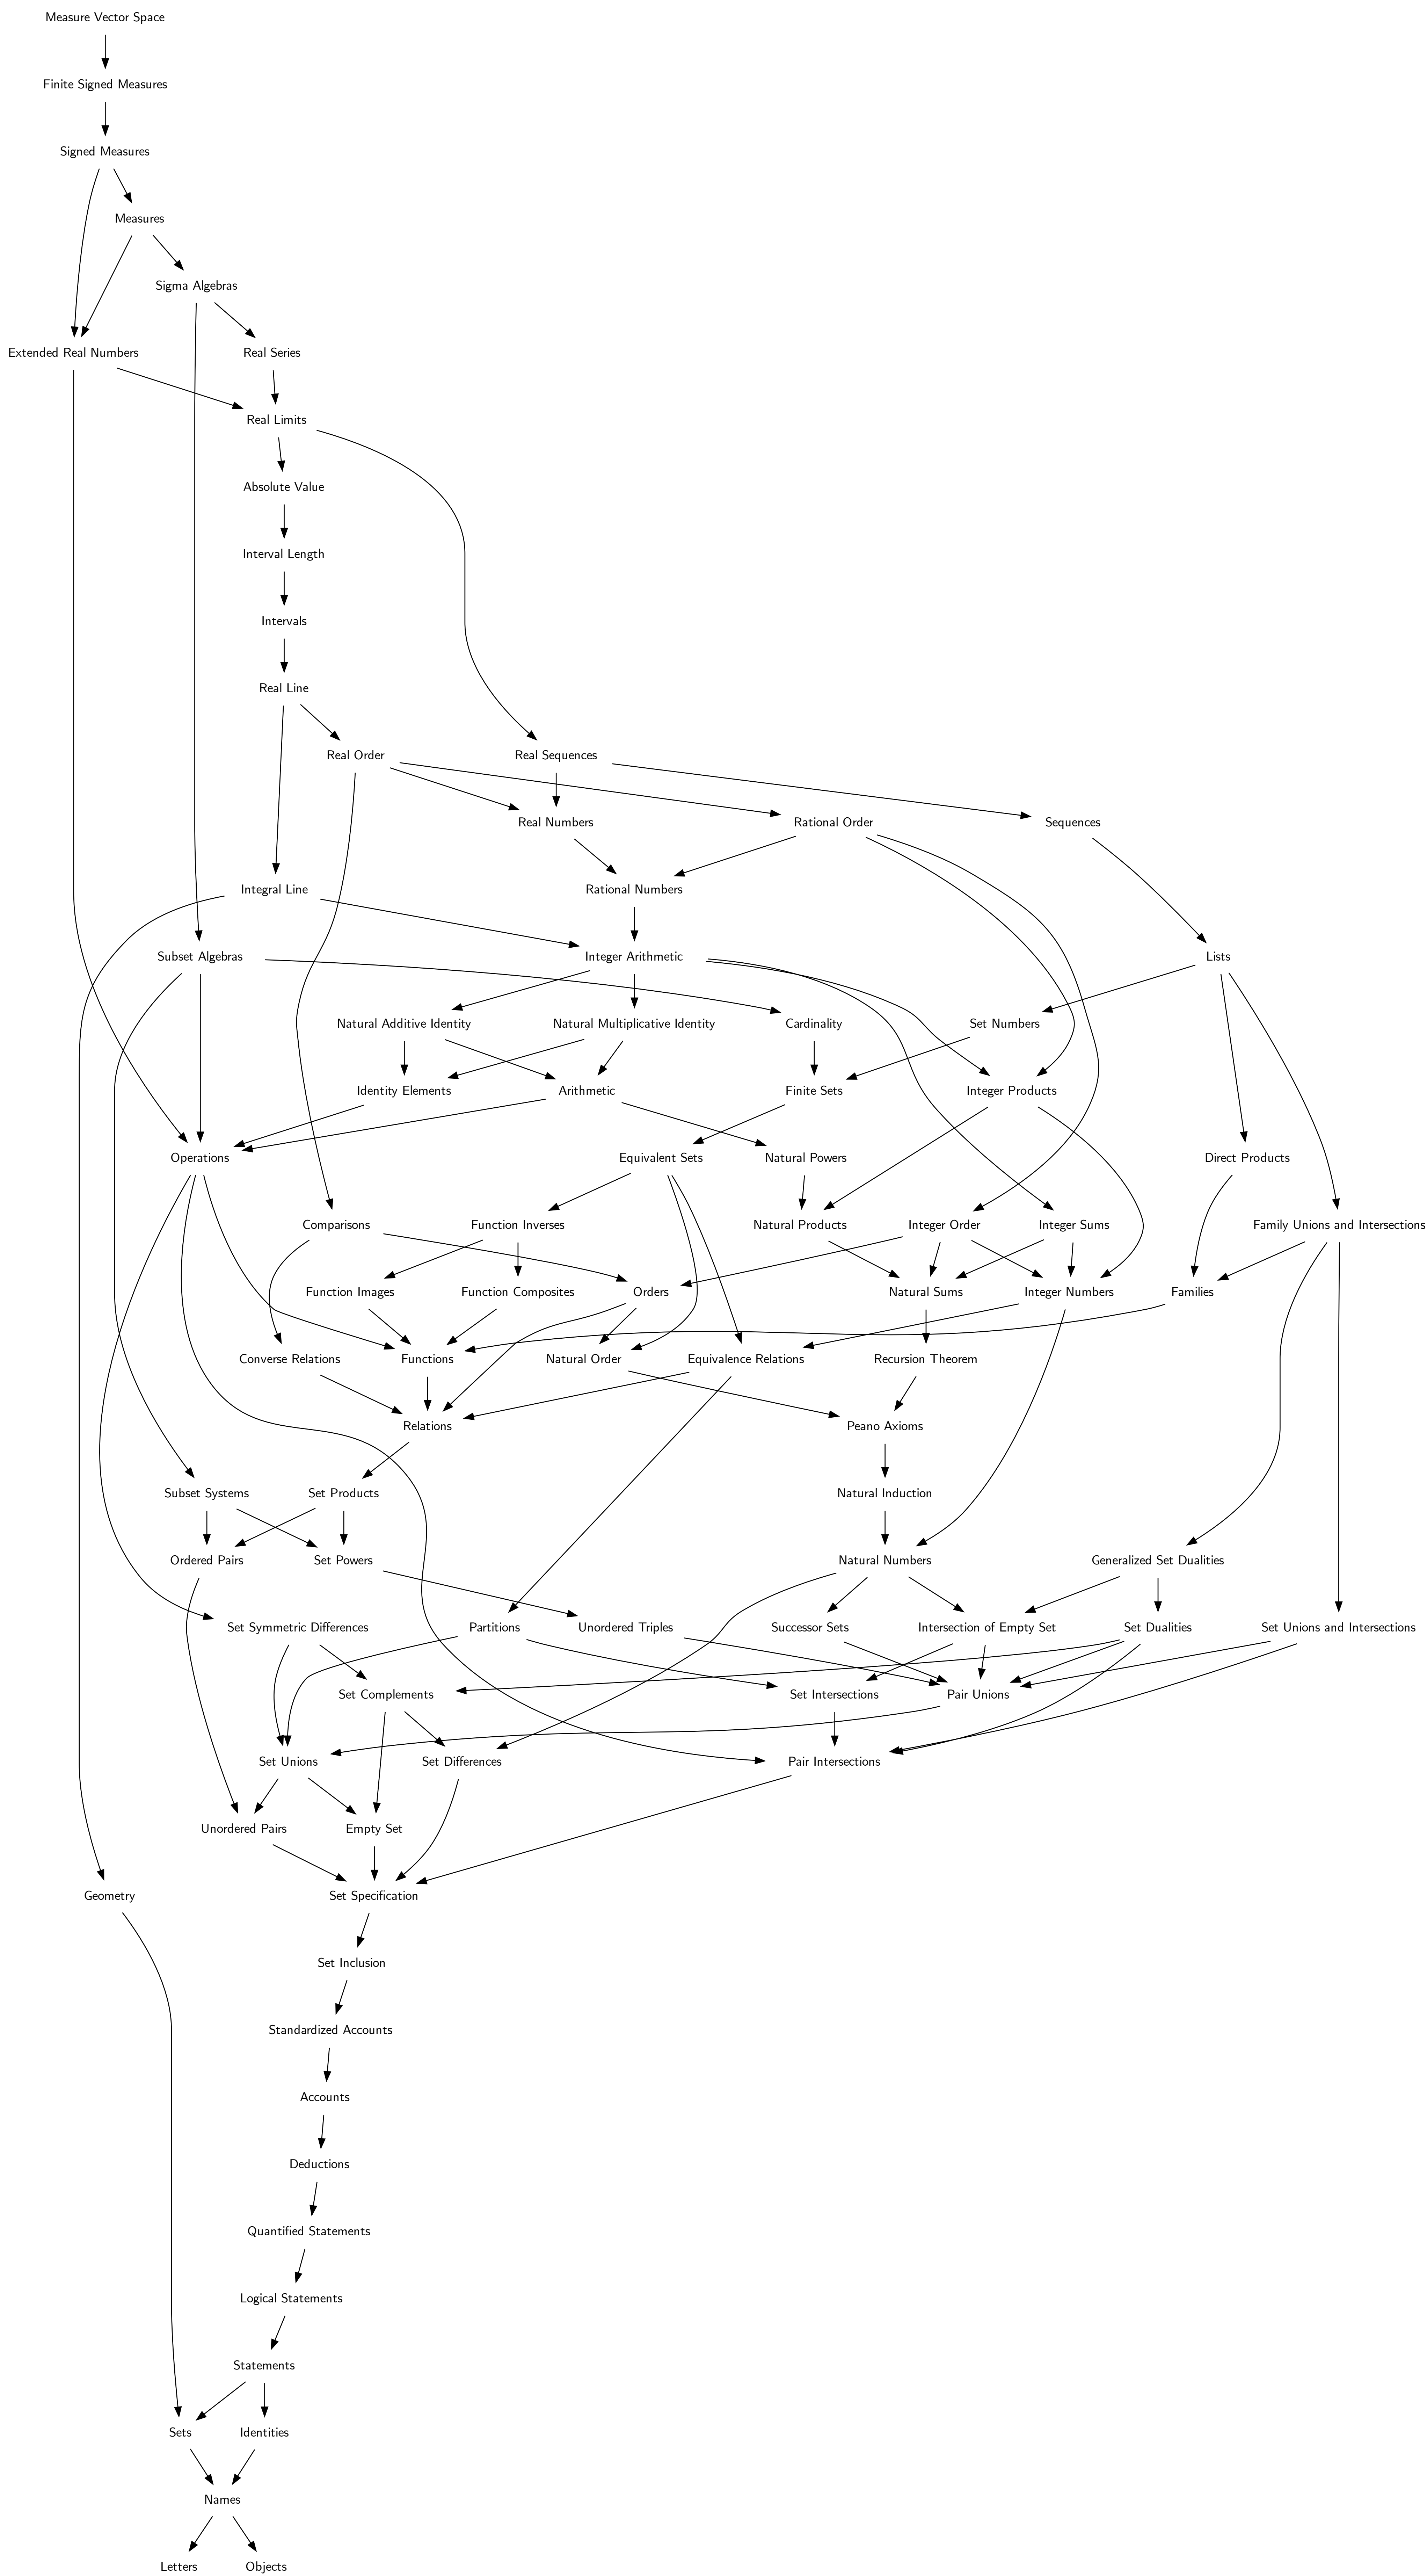 Measure Vector Space
Finite Signed Measures
Signed Measures
Measures
Sigma Algebras
Extended Real Numbers
Real Series
Real Limits
Absolute Value
Interval Length
Intervals
Real Line
Real Order
Real Sequences
Real Numbers
Rational Order
Sequences
Integral Line
Rational Numbers
Subset Algebras
Integer Arithmetic
Lists
Natural Additive Identity
Natural Multiplicative Identity
Cardinality
Set Numbers
Identity Elements
Arithmetic
Finite Sets
Integer Products
Operations
Equivalent Sets
Natural Powers
Direct Products
Comparisons
Function Inverses
Natural Products
Integer Order
Integer Sums
Family Unions and Intersections
Function Images
Function Composites
Orders
Natural Sums
Integer Numbers
Families
Converse Relations
Functions
Natural Order
Equivalence Relations
Recursion Theorem
Relations
Peano Axioms
Subset Systems
Set Products
Natural Induction
Ordered Pairs
Set Powers
Natural Numbers
Generalized Set Dualities
Set Symmetric Differences
Partitions
Unordered Triples
Successor Sets
Intersection of Empty Set
Set Dualities
Set Unions and Intersections
Set Complements
Set Intersections
Pair Unions
Set Unions
Set Differences
Pair Intersections
Unordered Pairs
Empty Set
Geometry
Set Specification
Set Inclusion
Standardized Accounts
Accounts
Deductions
Quantified Statements
Logical Statements
Statements
Sets
Identities
Names
Letters
Objects